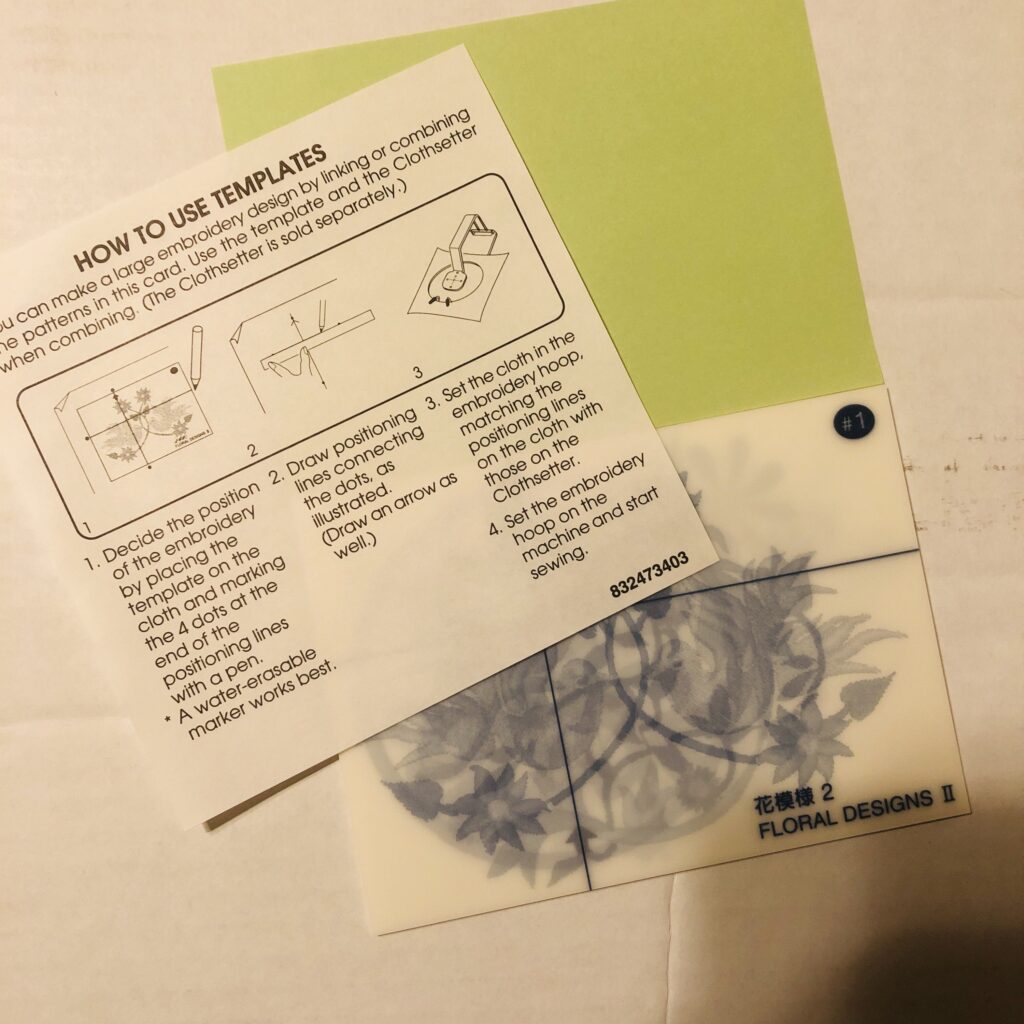 HOW TO USE TEMPLATES
ou can make a large embroidery design by linking or combining
he patterns in this card. Use the template and the Clothsetter
when combining. (The Clothsetter is sold separately.)
FLORAL DESIGNS II
1
2
3
1. Decide the position
of the embroidery
by placing the
template on the
cloth and marking
the 4 dots at the
end of the
positioning lines
with a pen.
* A water-erasable
marker works best.
2. Draw positioning
lines connecting
the dots, as
illustrated.
(Draw an arrow as
well.)
3. Set the cloth in the
embroidery hoop,
matching the
positioning lines
on the cloth with
those on the
Clothsetter.
4. Set the embroidery
hoop on the
machine and start
sewing.
832473403
#1
花模様 2
FLORAL DESIGNS II